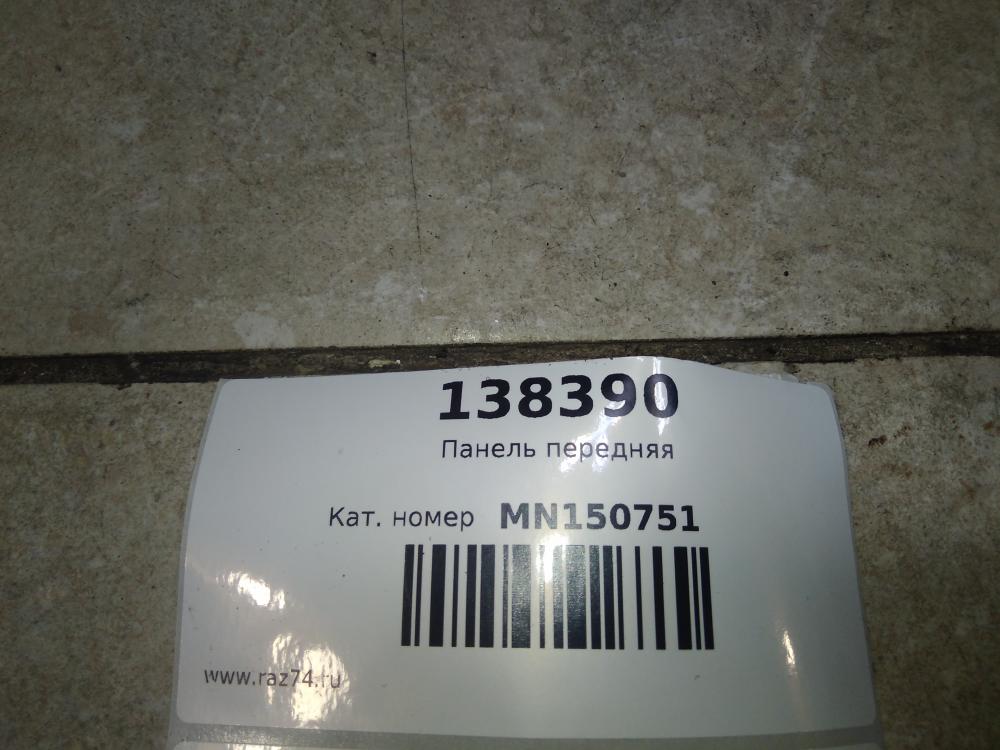 138390
Панель передняя
Кат. номер MN150751
www.raz74.ru